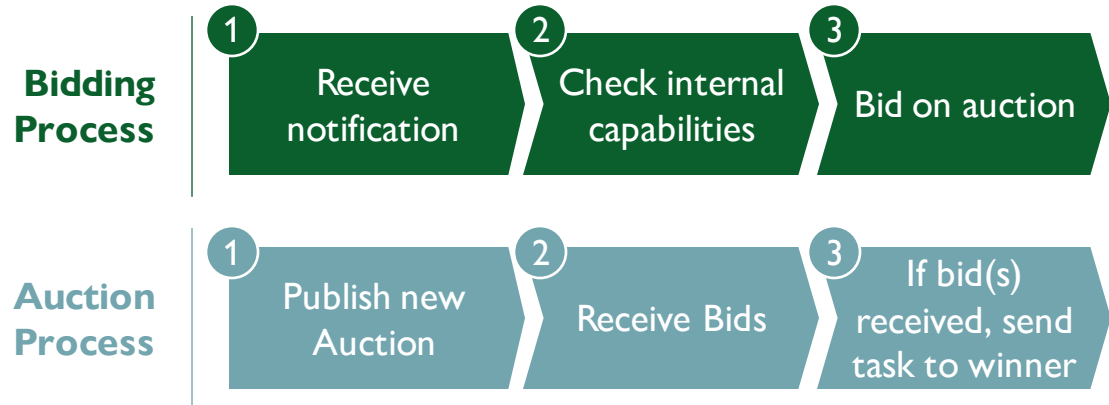 Bidding
Process
1
Receive
notification
2
Check internal
capabilities
3
Bid on auction
Auction
Process
1
Publish new
Auction
2
Receive Bids
3
If bid(s)
received, send
task to winner